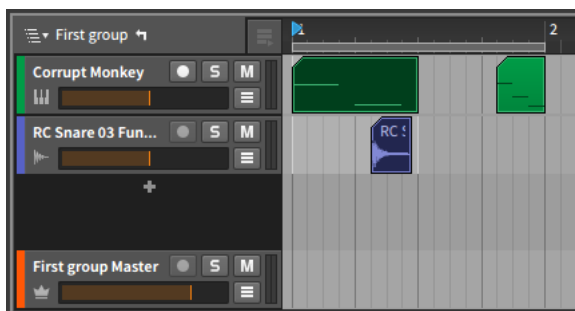 First group
1
2
Corrupt Monkey
S
M
RC Snare 03 Fun...
S
M
RC S
First group Master
S
M